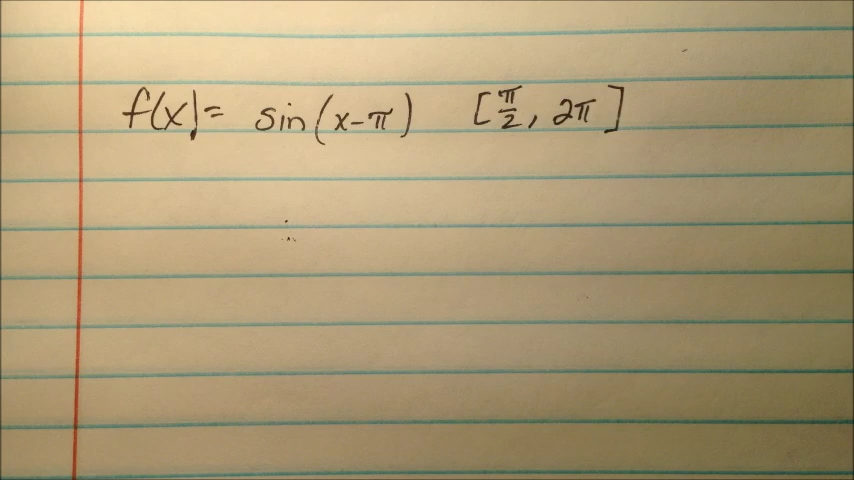 f(x)= sin(x-π) [π/2, 2π]